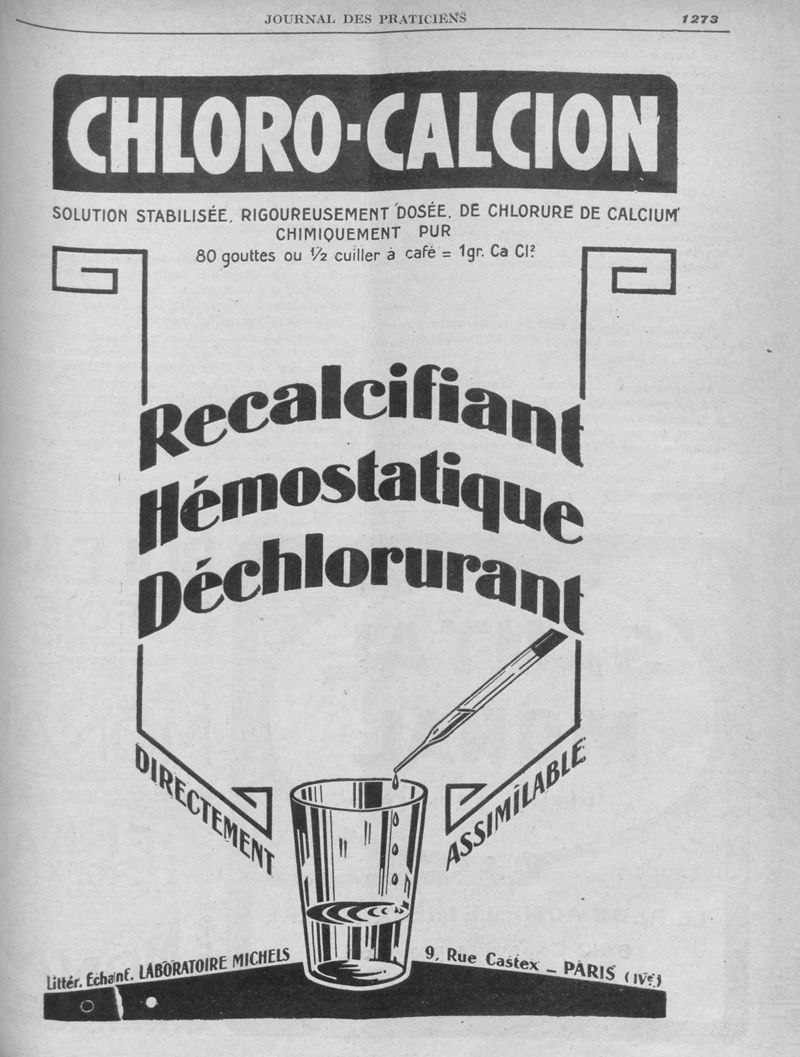 JOURNAL DES PRATICIENS
1273
CHLORO-CALCION
SOLUTION STABILISÉE, RIGOUREUSEMENT DOSÉE, DE CHLORURE DE CALCIUM
CHIMIQUEMENT PUR
80 gouttes ou ½ cuiller à café = 1gr. Ca Cl²
Recalcifiant
Hémostatique
Déchlorurant
DIRECTEMENT
ASSIMILABLE
Littér. Échant. LABORATOIRE MICHELS
9, Rue Castex _ PARIS (IVe)